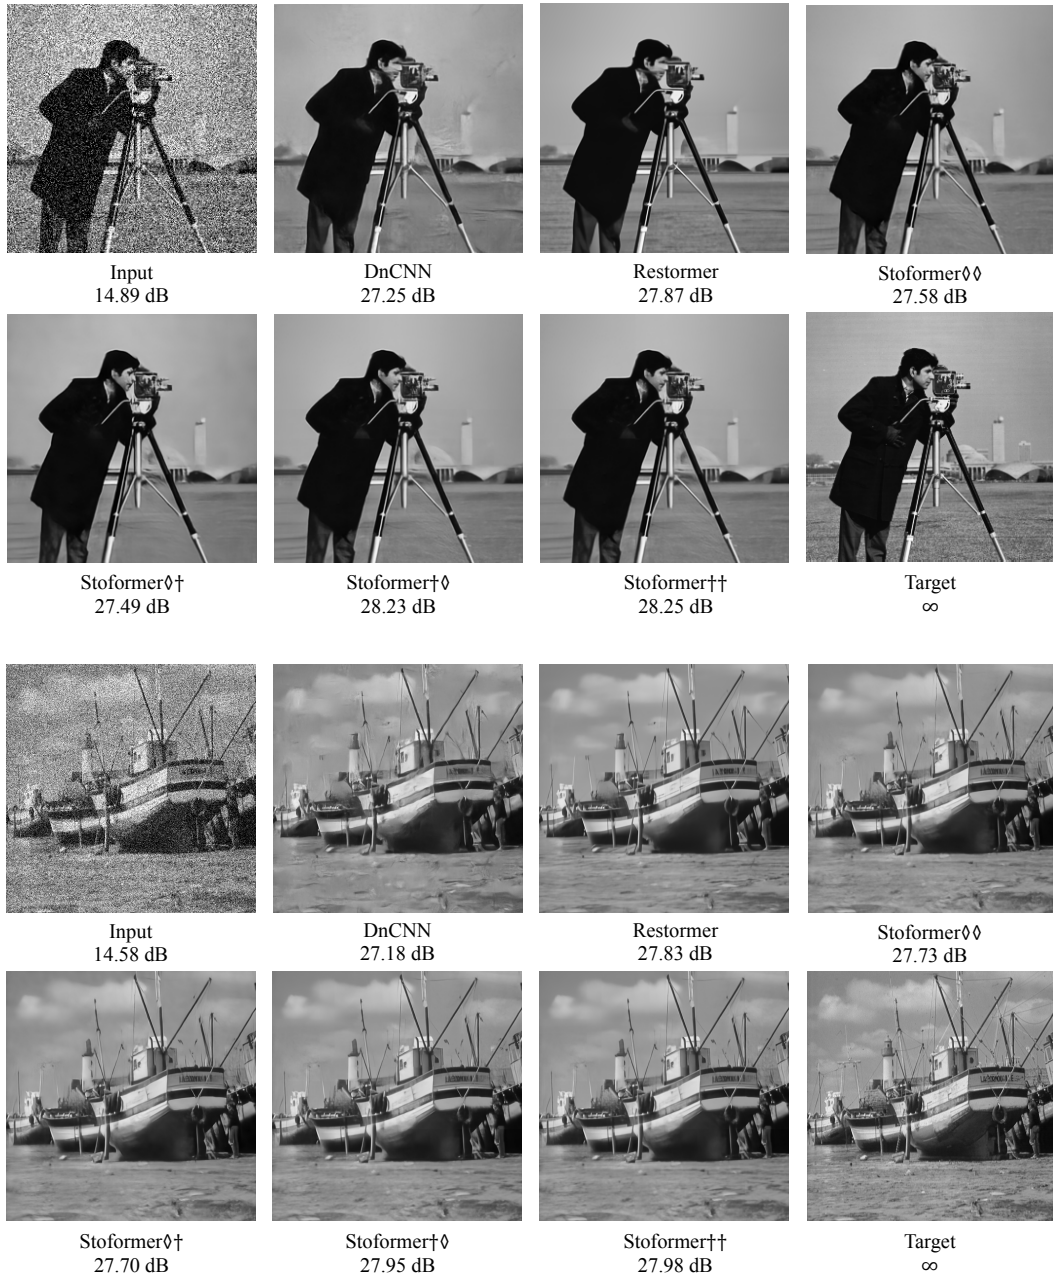 Input
14.89 dB
DnCNN
27.25 dB
Restormer
27.87 dB
Stoformer◊◊
27.58 dB
Stoformer◊†
27.49 dB
Stoformer†◊
28.23 dB
Stoformer††
28.25 dB
Target
∞
Input
14.58 dB
DnCNN
27.18 dB
Restormer
27.83 dB
Stoformer◊◊
27.73 dB
Stoformer◊†
27.70 dB
Stoformer†◊
27.95 dB
Stoformer††
27.98 dB
Target
∞